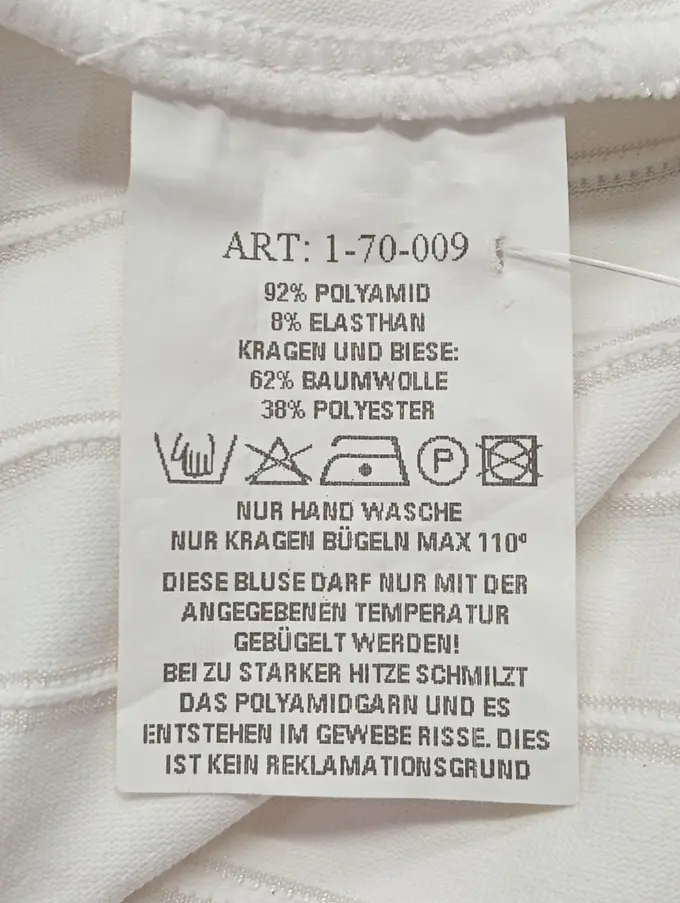 ART: 1-70-009
92% POLYAMID
8% ELASTHAN
KRAGEN UND BIESE:
62% BAUMWOLLE
38% POLYESTER
P
NUR HAND WASCHE
NUR KRAGEN BÜGELN MAX 110°
DIESE BLUSE DARF NUR MIT DER
ANGEGEBENEN TEMPERATUR
GEBÜGELT WERDEN!
BEI ZU STARKER HITZE SCHMILZT
DAS POLYAMIDGARN UND ES
ENTSTEHEN IM GEWEBE RISSE. DIES
IST KEIN REKLAMATIONSGRUND